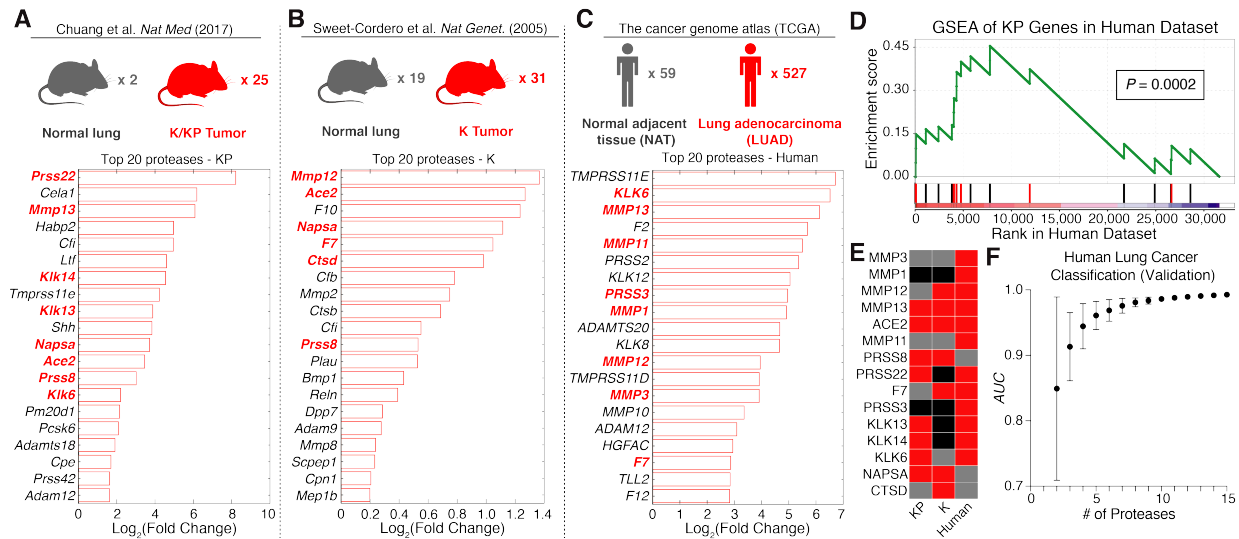 A
Chuang et al. Nat Med (2017)
x 2
x 25
Normal lung
K/KP Tumor
Top 20 proteases - KP
Prss22
Cela1
Mmp13
Habp2
Cfi
Ltf
Klk14
Tmprss11e
Klk13
Shh
Napsa
Ace2
Prss8
Klk6
Pm20d1
Pcsk6
Adamts18
Cpe
Prss42
Adam12
0 2 4 6 8 10
Log2(Fold Change)
B
Sweet-Cordero et al. Nat Genet. (2005)
x 19
x 31
Normal lung
K Tumor
Top 20 proteases - K
Mmp12
Ace2
F10
Napsa
F7
Ctsd
Cfb
Mmp2
Ctsb
Cfi
Prss8
Plau
Bmp1
Reln
Dpp7
Adam9
Mmp8
Scpep1
Cpn1
Mep1b
0 0.2 0.4 0.6 0.8 1.0 1.2 1.4
Log2(Fold Change)
C
The cancer genome atlas (TCGA)
x 59
x 527
Normal adjacent
tissue (NAT)
Lung adenocarcinoma
(LUAD)
Top 20 proteases - Human
TMPRSS11E
KLK6
MMP13
F2
MMP11
PRSS2
KLK12
PRSS3
MMP1
ADAMTS20
KLK8
MMP12
TMPRSS11D
MMP3
MMP10
ADAM12
HGFAC
F7
TLL2
F12
0 1 2 3 4 5 6 7
Log2(Fold Change)
D
GSEA of KP Genes in Human Dataset
Enrichment score
0.45
0.30
0.15
0.00
P = 0.0002
0 5,000 10,000 15,000 20,000 25,000 30,000
Rank in Human Dataset
E
MMP3
MMP1
MMP12
MMP13
ACE2
MMP11
PRSS8
PRSS22
F7
PRSS3
KLK13
KLK14
KLK6
NAPSA
CTSD
KP
K
Human
F
Human Lung Cancer
Classification (Validation)
AUC
1.0
0.9
0.8
0.7
0 5 10 15
# of Proteases